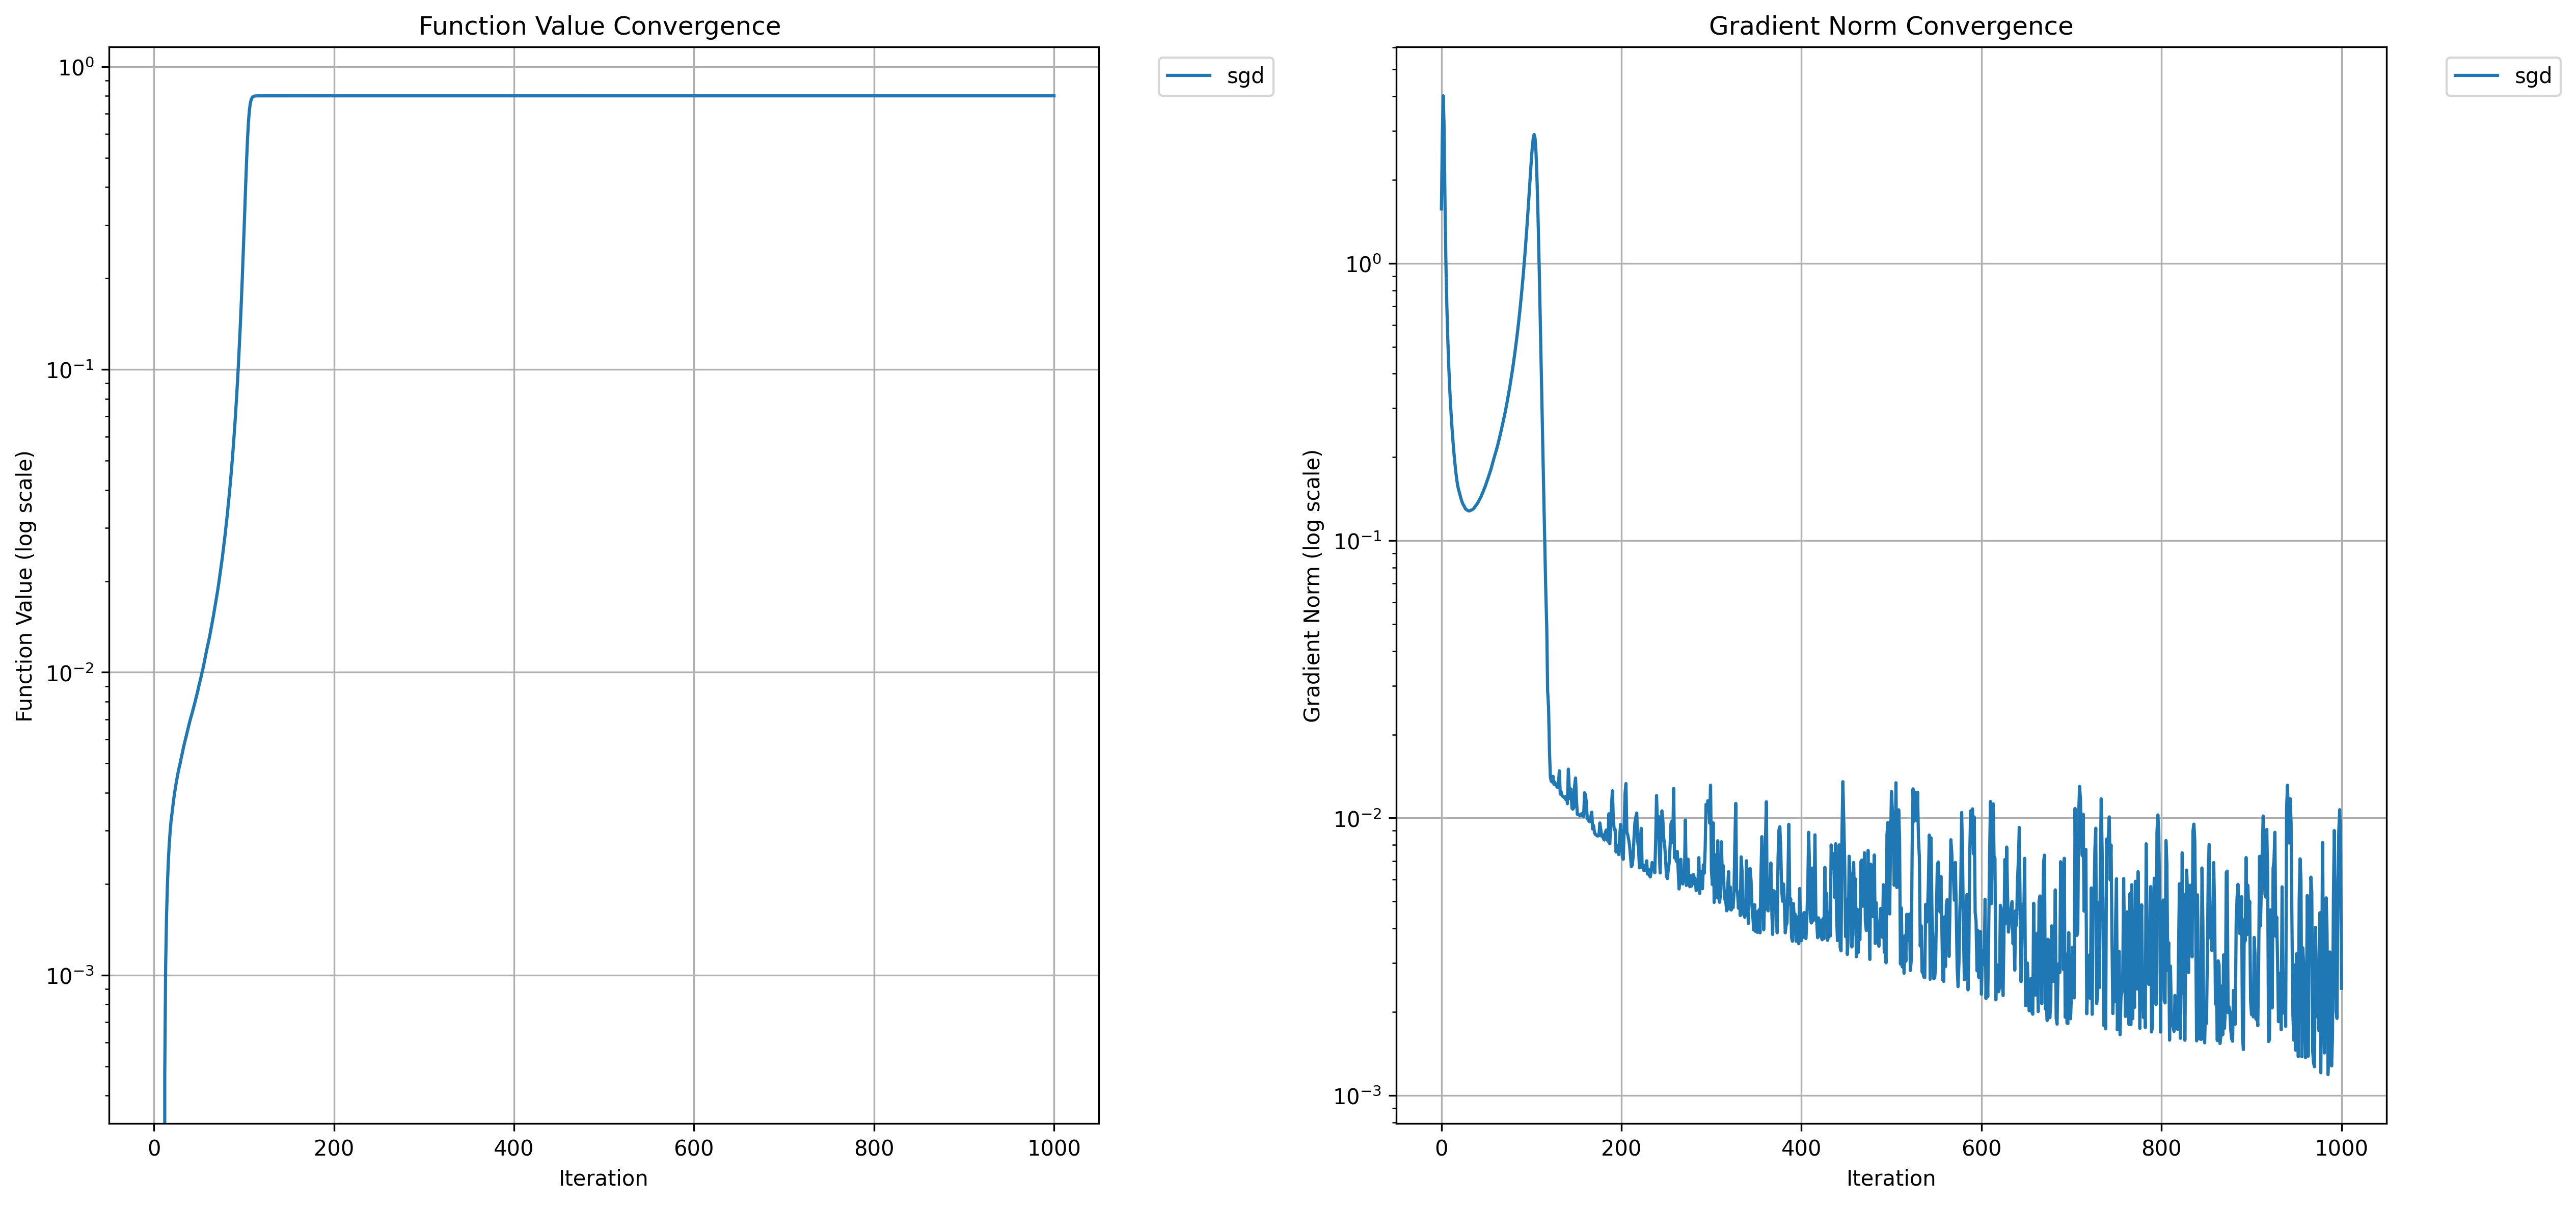 Function Value Convergence
Function Value (log scale)
10⁰
10⁻¹
10⁻²
10⁻³
0 200 400 600 800 1000
Iteration
sgd
Gradient Norm Convergence
Gradient Norm (log scale)
10⁰
10⁻¹
10⁻²
10⁻³
0 200 400 600 800 1000
Iteration
sgd